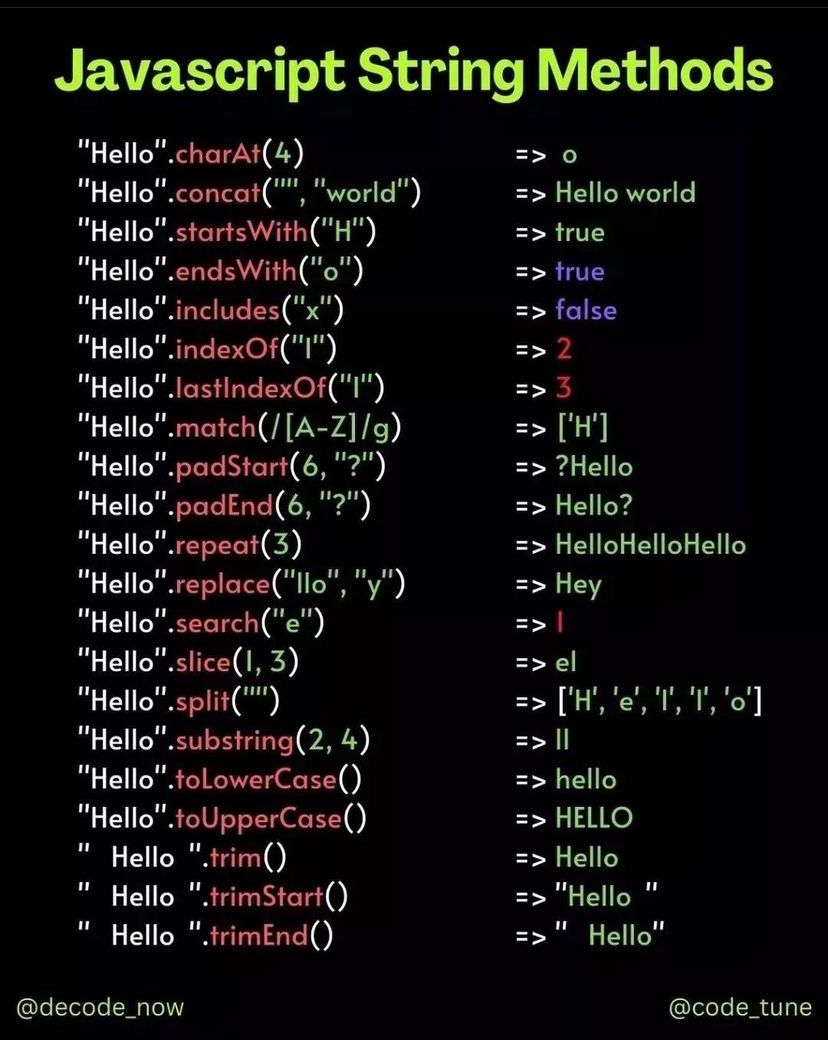 Javascript String Methods
"Hello".charAt(4) => o
"Hello".concat("", "world") => Hello world
"Hello".startsWith("H") => true
"Hello".endsWith("o") => true
"Hello".includes("x") => false
"Hello".indexOf("l") => 2
"Hello".lastIndexOf("l") => 3
"Hello".match(/[A-Z]/g) => ['H']
"Hello".padStart(6, "?") => ?Hello
"Hello".padEnd(6, "?") => Hello?
"Hello".repeat(3) => HelloHelloHello
"Hello".replace("llo", "y") => Hey
"Hello".search("e") => 1
"Hello".slice(1, 3) => el
"Hello".split("") => ['H', 'e', 'l', 'l', 'o']
"Hello".substring(2, 4) => ll
"Hello".toLowerCase() => hello
"Hello".toUpperCase() => HELLO
"  Hello  ".trim() => Hello
"  Hello  ".trimStart() => "Hello  "
"  Hello  ".trimEnd() => "  Hello"
@decode_now @code_tune